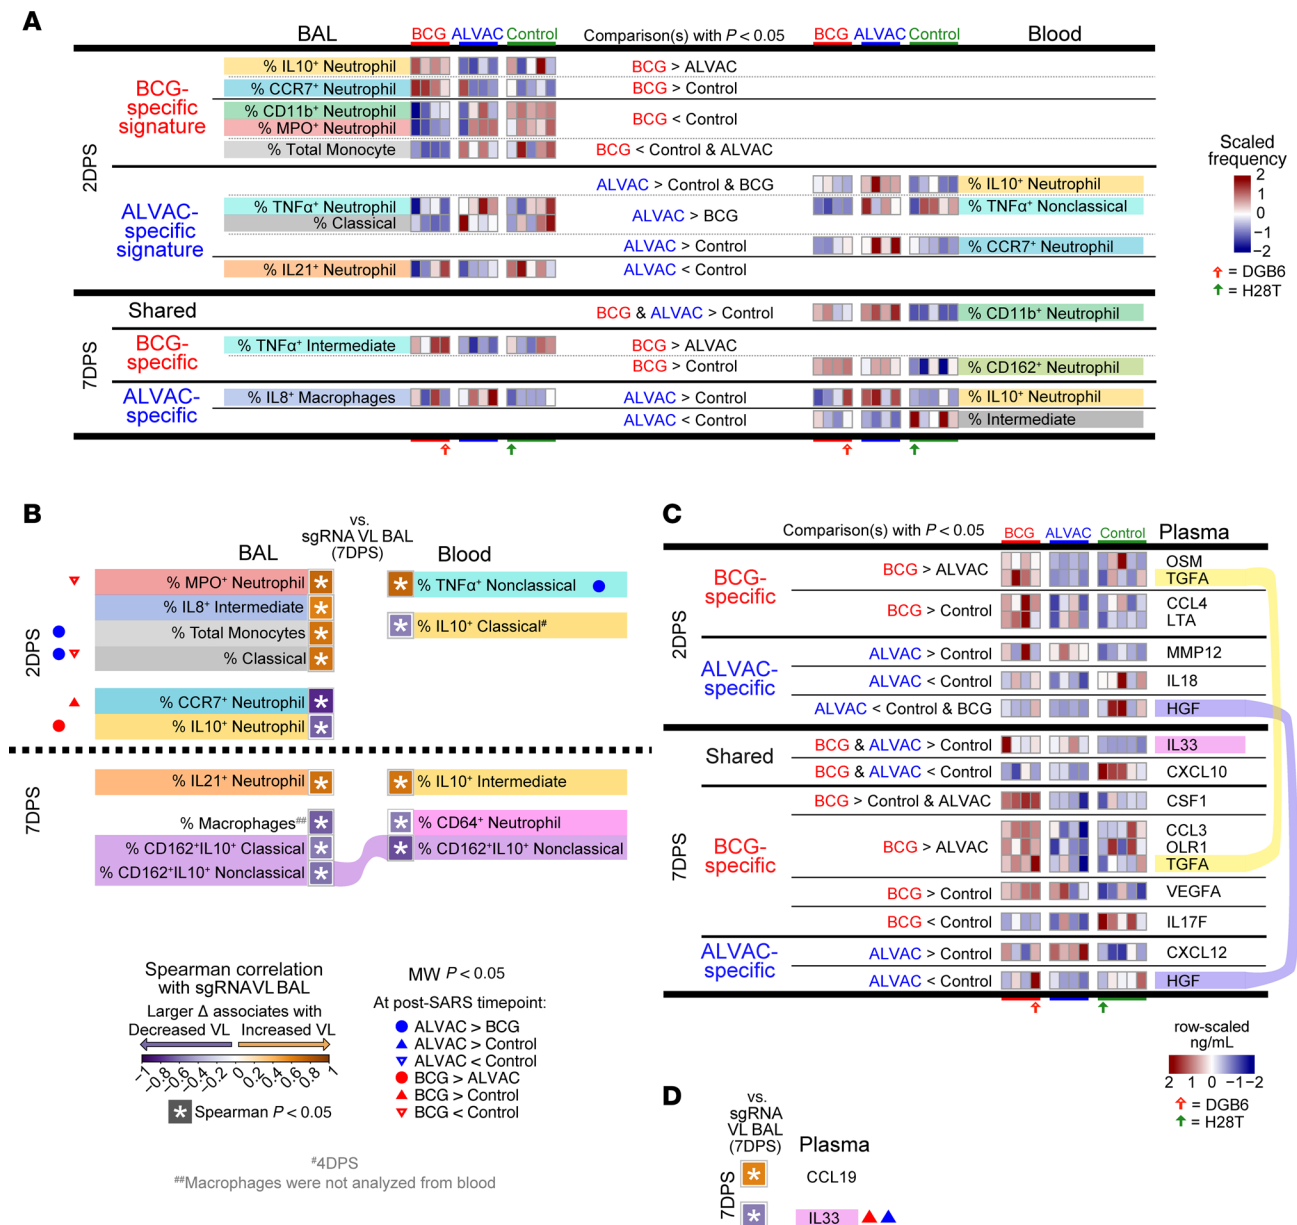 A
BAL
BCG ALVAC Control
Comparison(s) with P < 0.05
BCG ALVAC Control
Blood
2DPS
BCG-
specific
signature
% IL10+ Neutrophil
BCG > ALVAC
% CCR7+ Neutrophil
BCG > Control
% CD11b+ Neutrophil
% MPO+ Neutrophil
BCG < Control
% Total Monocyte
BCG < Control & ALVAC
ALVAC-
specific
signature
ALVAC > Control & BCG
% IL10+ Neutrophil
% TNFα+ Neutrophil
% Classical
ALVAC > BCG
% TNFα+ Nonclassical
ALVAC > Control
% CCR7+ Neutrophil
% IL21+ Neutrophil
ALVAC < Control
7DPS
Shared
BCG & ALVAC > Control
% CD11b+ Neutrophil
BCG-
specific
% TNFα+ Intermediate
BCG > ALVAC
BCG > Control
% CD162+ Neutrophil
ALVAC-
specific
% IL8+ Macrophages
ALVAC > Control
% IL10+ Neutrophil
ALVAC < Control
% Intermediate
Scaled
frequency
2
1
0
−1
−2
= DGB6
= H28T
B
vs.
sgRNA VL BAL
(7DPS)
BAL
Blood
2DPS
% MPO+ Neutrophil
*
*
% TNFα+ Nonclassical
% IL8+ Intermediate
*
% Total Monocytes
*
*
% IL10+ Classical#
% Classical
*
% CCR7+ Neutrophil
*
% IL10+ Neutrophil
*
7DPS
% IL21+ Neutrophil
*
*
% IL10+ Intermediate
% Macrophages##
*
*
% CD64+ Neutrophil
% CD162+IL10+ Classical
*
*
% CD162+IL10+ Nonclassical
% CD162+IL10+ Nonclassical
*
Spearman correlation
with sgRNAVL BAL
Larger Δ associates with
Decreased VL
Increased VL
−1 −0.8 −0.6 −0.4 −0.2 0 0.2 0.4 0.6 0.8 1
* Spearman P < 0.05
MW P < 0.05
At post-SARS timepoint:
ALVAC > BCG
ALVAC > Control
ALVAC < Control
BCG > ALVAC
BCG > Control
BCG < Control
#4DPS
##Macrophages were not analyzed from blood
C
Comparison(s) with P < 0.05
BCG ALVAC Control
Plasma
2DPS
BCG-
specific
BCG > ALVAC
OSM
TGFA
BCG > Control
CCL4
LTA
ALVAC-
specific
ALVAC > Control
MMP12
ALVAC < Control
IL18
ALVAC < Control & BCG
HGF
7DPS
Shared
BCG & ALVAC > Control
IL33
BCG & ALVAC < Control
CXCL10
BCG-
specific
BCG > Control & ALVAC
CSF1
BCG > ALVAC
CCL3
OLR1
TGFA
BCG > Control
VEGFA
BCG < Control
IL17F
ALVAC-
specific
ALVAC > Control
CXCL12
ALVAC < Control
HGF
row-scaled
ng/mL
2 1 0 −1−2
= DGB6
= H28T
D
vs.
sgRNA
VL BAL
(7DPS)
Plasma
7DPS
*
CCL19
*
IL33